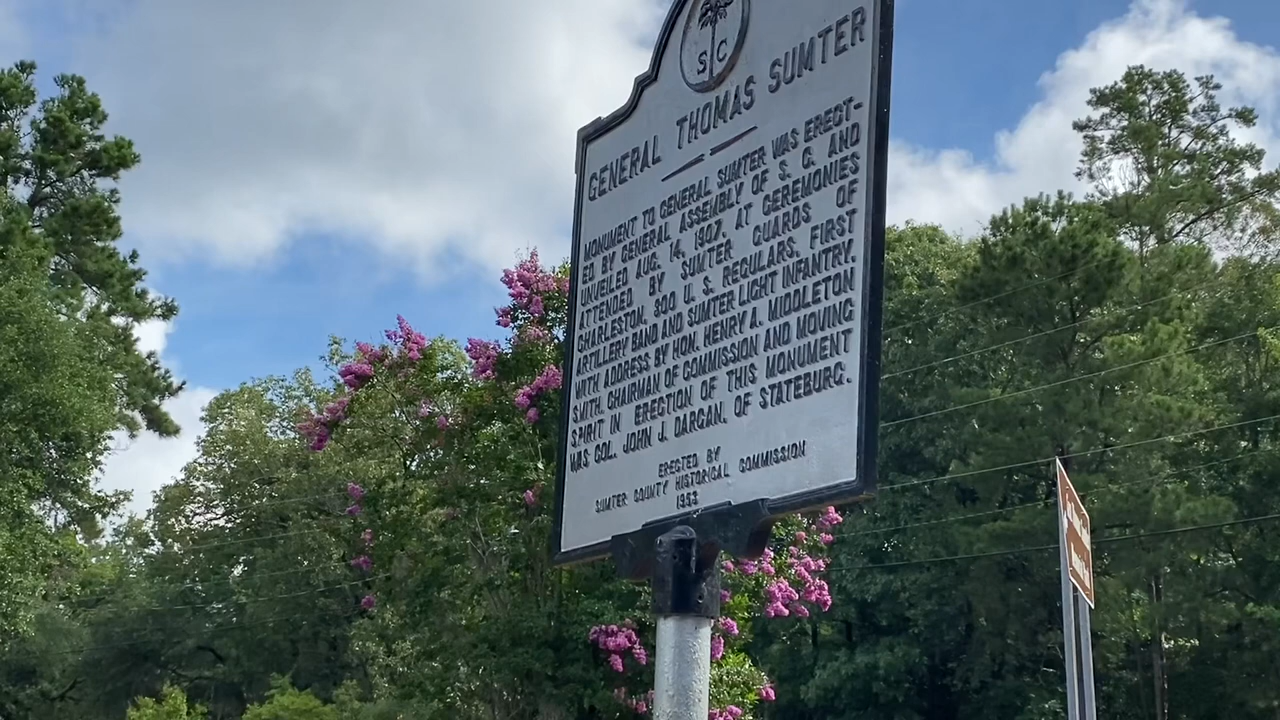 S C
GENERAL THOMAS SUMTER
MONUMENT TO GENERAL SUMTER WAS ERECT-
ED BY GENERAL ASSEMBLY OF S. C. AND
UNVEILED AUG. 14, 1907. AT CEREMONIES
ATTENDED BY SUMTER GUARDS OF
CHARLESTON, 300 U. S. REGULARS, FIRST
ARTILLERY BAND AND SUMTER LIGHT INFANTRY,
WITH ADDRESS BY HON. HENRY A. MIDDLETON
SMITH. CHAIRMAN OF COMMISSION AND MOVING
SPIRIT IN ERECTION OF THIS MONUMENT
WAS COL. JOHN J. DARGAN, OF STATEBURG.
ERECTED BY
SUMTER COUNTY HISTORICAL COMMISSION
1953